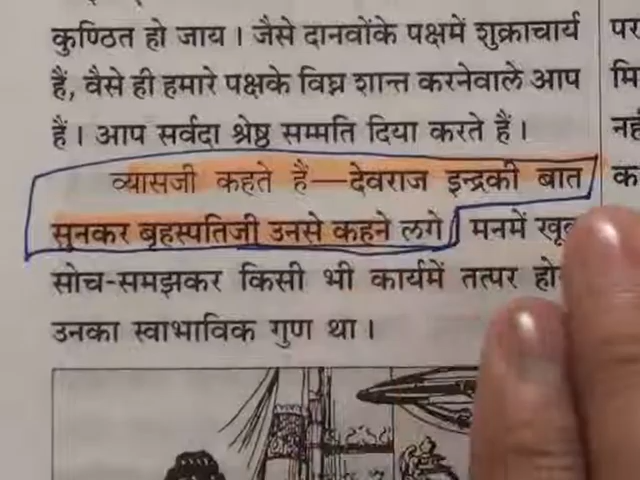 कुण्ठित हो जाय । जैसे दानवोंके पक्षमें शुक्राचार्य
हैं, वैसे ही हमारे पक्षके विघ्न शान्त करनेवाले आप
हैं । आप सर्वदा श्रेष्ठ सम्मति दिया करते हैं ।
व्यासजी कहते हैं—देवराज इन्द्रकी बात
सुनकर बृहस्पतिजी उनसे कहने लगे मनमें
सोच-समझकर किसी भी कार्यमें तत्पर
उनका स्वाभाविक गुण था ।